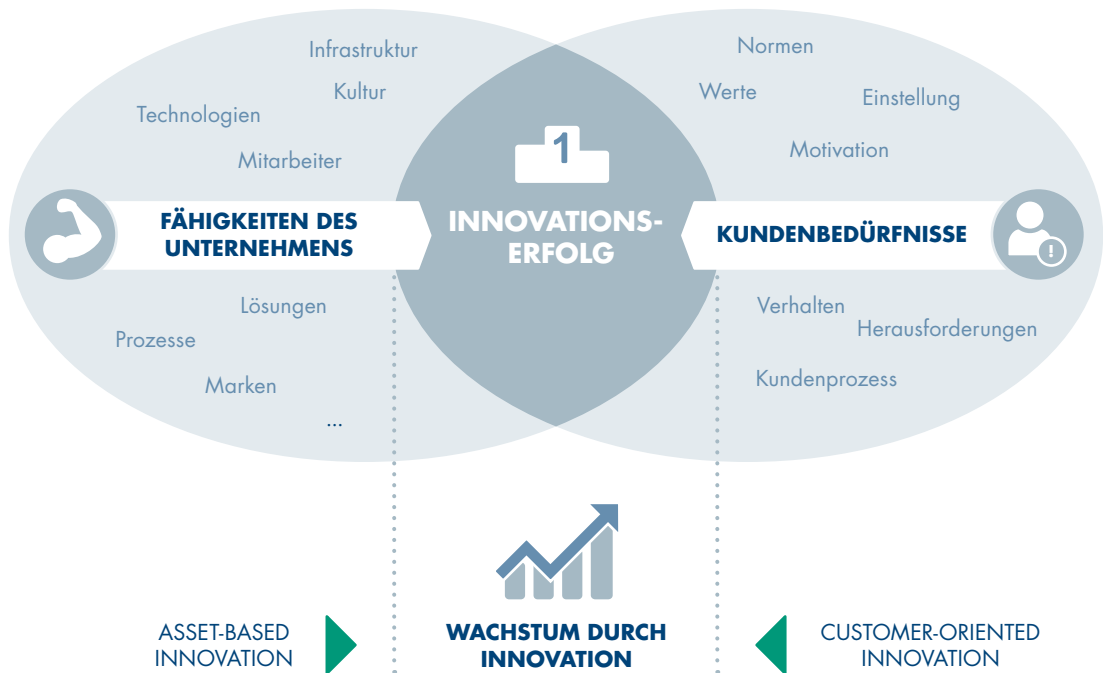 Infrastruktur
Kultur
Technologien
Mitarbeiter
FÄHIGKEITEN DES
UNTERNEHMENS
Lösungen
Prozesse
Marken
...
1
INNOVATIONS-
ERFOLG
Normen
Werte
Einstellung
Motivation
KUNDENBEDÜRFNISSE
!
Verhalten
Herausforderungen
Kundenprozess
ASSET-BASED
INNOVATION
WACHSTUM DURCH
INNOVATION
CUSTOMER-ORIENTED
INNOVATION